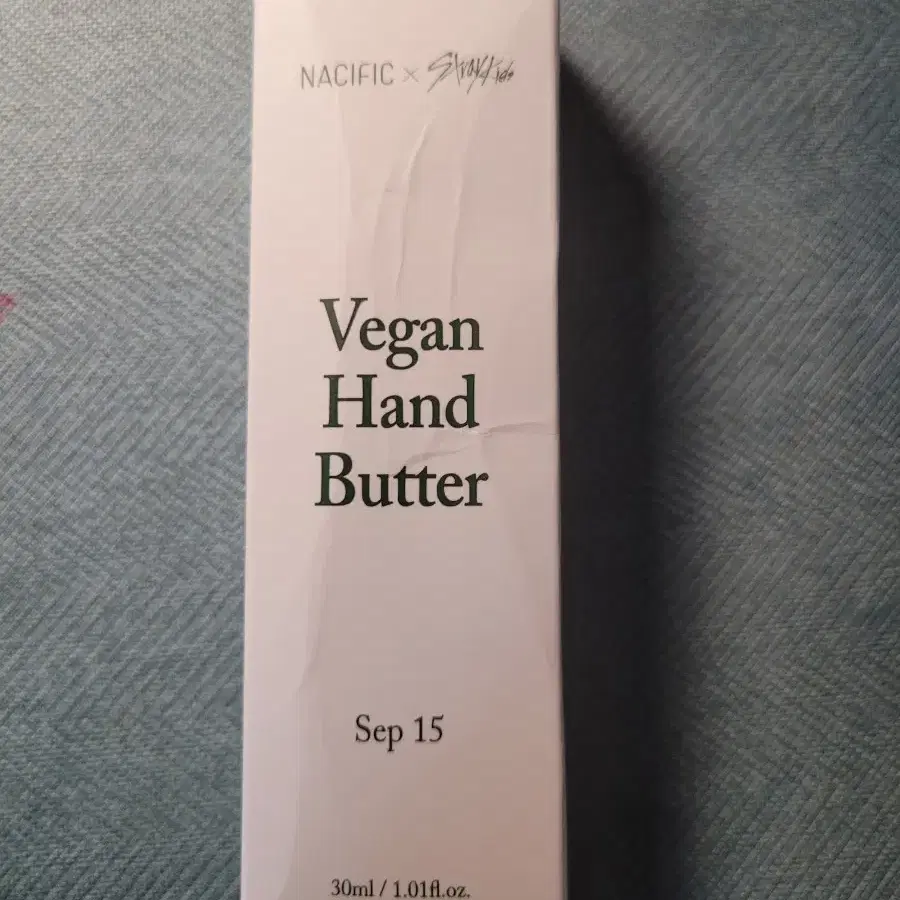 NACIFIC × Stray Kids
Vegan
Hand
Butter
Sep 15
30ml / 1.01fl.oz.